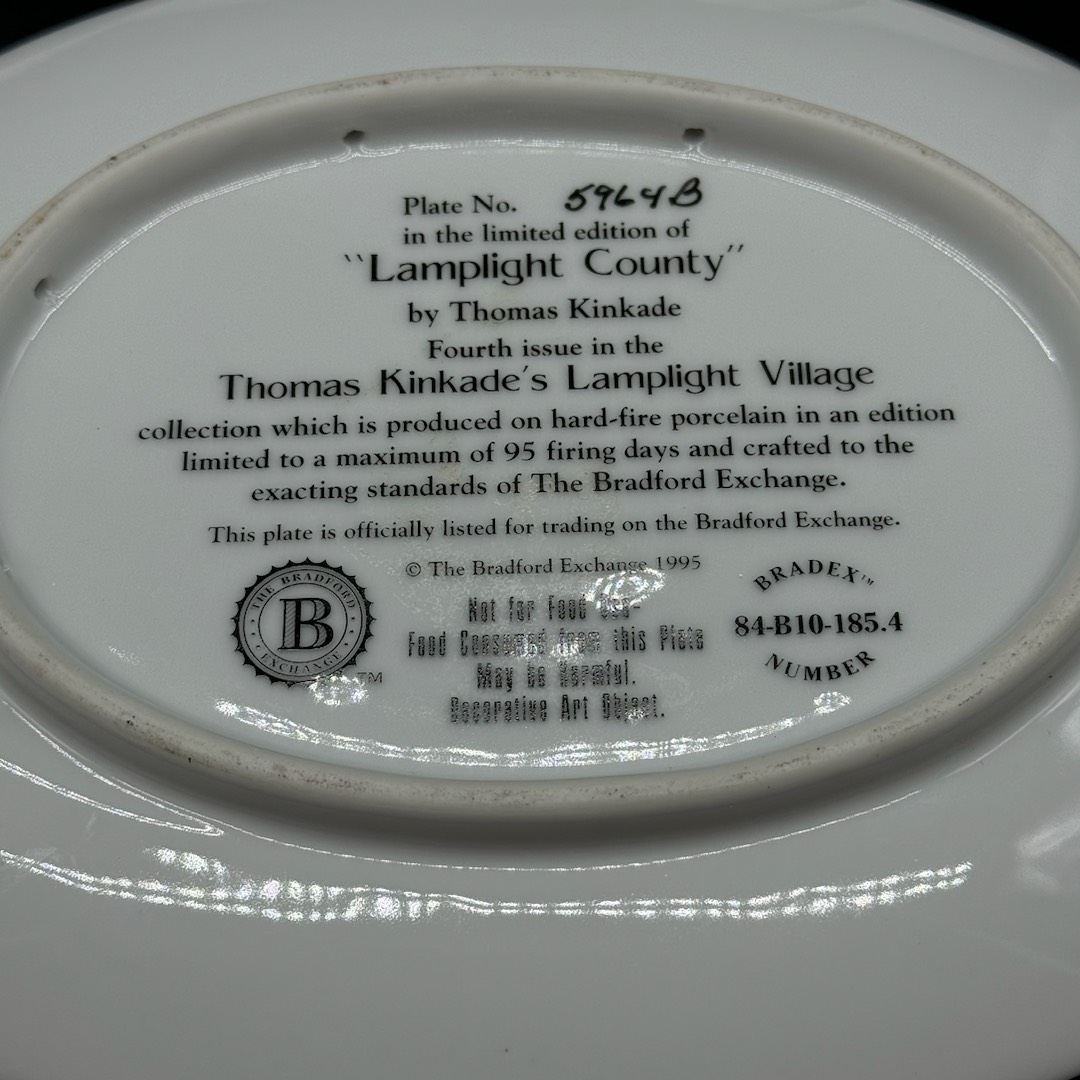 Plate No. 5964B
in the limited edition of
"Lamplight County"
by Thomas Kinkade
Fourth issue in the
Thomas Kinkade's Lamplight Village
collection which is produced on hard-fire porcelain in an edition
limited to a maximum of 95 firing days and crafted to the
exacting standards of The Bradford Exchange.
This plate is officially listed for trading on the Bradford Exchange.
© The Bradford Exchange 1995
THE BRADFORD
B
EXCHANGE
TM
Not for Food Use-
Food Consumed from this Plate
May be Harmful.
Decorative Art Object.
BRADEX™
84-B10-185.4
NUMBER